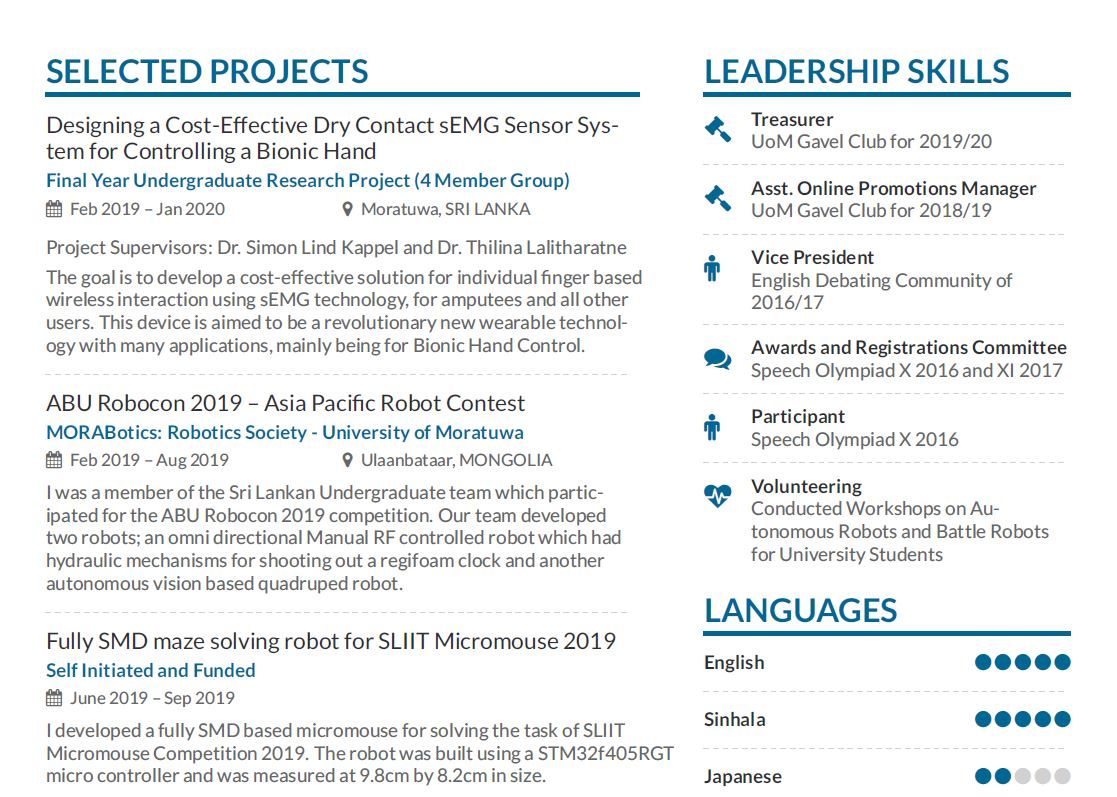 SELECTED PROJECTS
Designing a Cost-Effective Dry Contact sEMG Sensor Sys-
tem for Controlling a Bionic Hand
Final Year Undergraduate Research Project (4 Member Group)
Feb 2019 – Jan 2020
Moratuwa, SRI LANKA
Project Supervisors: Dr. Simon Lind Kappel and Dr. Thilina Lalitharatne
The goal is to develop a cost-effective solution for individual finger based
wireless interaction using sEMG technology, for amputees and all other
users. This device is aimed to be a revolutionary new wearable technol-
ogy with many applications, mainly being for Bionic Hand Control.
ABU Robocon 2019 – Asia Pacific Robot Contest
MORABotics: Robotics Society - University of Moratuwa
Feb 2019 – Aug 2019
Ulaanbataar, MONGOLIA
I was a member of the Sri Lankan Undergraduate team which partic-
ipated for the ABU Robocon 2019 competition. Our team developed
two robots; an omni directional Manual RF controlled robot which had
hydraulic mechanisms for shooting out a regifoam clock and another
autonomous vision based quadruped robot.
Fully SMD maze solving robot for SLIIT Micromouse 2019
Self Initiated and Funded
June 2019 – Sep 2019
I developed a fully SMD based micromouse for solving the task of SLIIT
Micromouse Competition 2019. The robot was built using a STM32f405RGT
micro controller and was measured at 9.8cm by 8.2cm in size.
LEADERSHIP SKILLS
Treasurer
UoM Gavel Club for 2019/20
Asst. Online Promotions Manager
UoM Gavel Club for 2018/19
Vice President
English Debating Community of
2016/17
Awards and Registrations Committee
Speech Olympiad X 2016 and XI 2017
Participant
Speech Olympiad X 2016
Volunteering
Conducted Workshops on Au-
tonomous Robots and Battle Robots
for University Students
LANGUAGES
English
Sinhala
Japanese